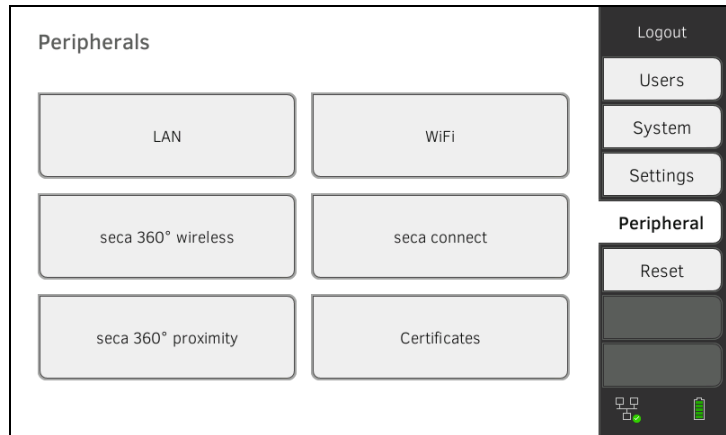 Peripherals
LAN
WiFi
seca 360° wireless
seca connect
seca 360° proximity
Certificates
Logout
Users
System
Settings
Peripheral
Reset